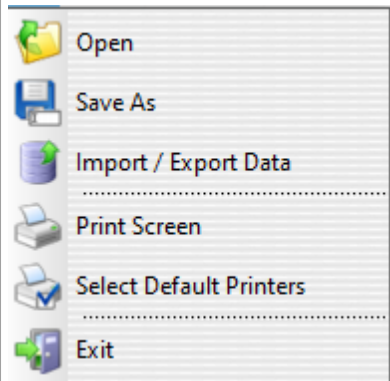 Open
Save As
Import / Export Data
Print Screen
Select Default Printers
Exit